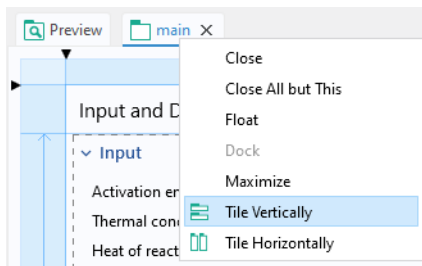 Preview
main
Close
Close All but This
Input and D
Float
Input
Dock
Activation en
Maximize
Thermal cond
Tile Vertically
Heat of react
Tile Horizontally